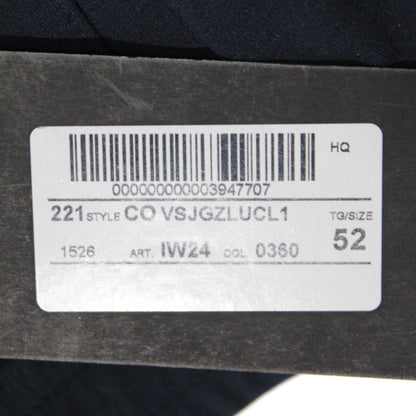 HQ
000000000003947707
221 STYLE CO VSJGZLUCL1 TG/SIZE
1526 ART. IW24 COL. 0360 52